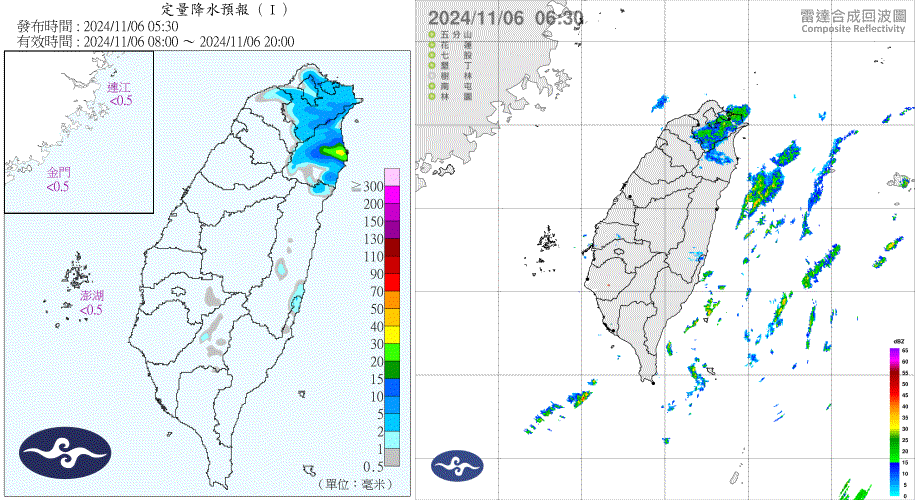 定量降水預報（Ｉ）
發布時間：2024/11/06 05:30
有效時間：2024/11/06 08:00 ～ 2024/11/06 20:00
連江
<0.5
金門
<0.5
澎湖
<0.5
≧300
200
150
130
110
90
70
50
40
30
20
15
10
5
2
1
0.5
（單位：毫米）
2024/11/06 06:30
雷達合成回波圖
Composite Reflectivity
五分山
花蓮
七股
墾丁
樹林
南屯
林園
dBZ
65
60
55
50
45
40
35
30
25
20
15
10
5
0